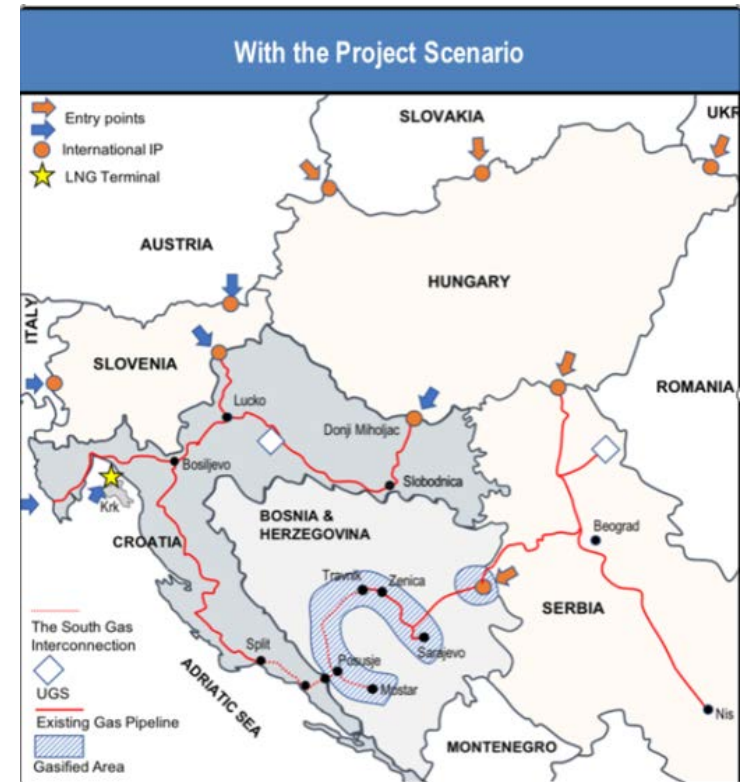 With the Project Scenario
Entry points
International IP
LNG Terminal
SLOVAKIA
UKR
AUSTRIA
HUNGARY
ITALY
SLOVENIA
ROMANIA
Lucko
Donji Miholjac
Bosiljevo
Slobodnica
Krk
BOSNIA &
HERZEGOVINA
Beograd
CROATIA
Travnik
Zenica
SERBIA
The South Gas
Interconnection
Split
Sarajevo
Posusje
UGS
Mostar
ADRIATIC SEA
Existing Gas Pipeline
Nis
MONTENEGRO
Gasified Area